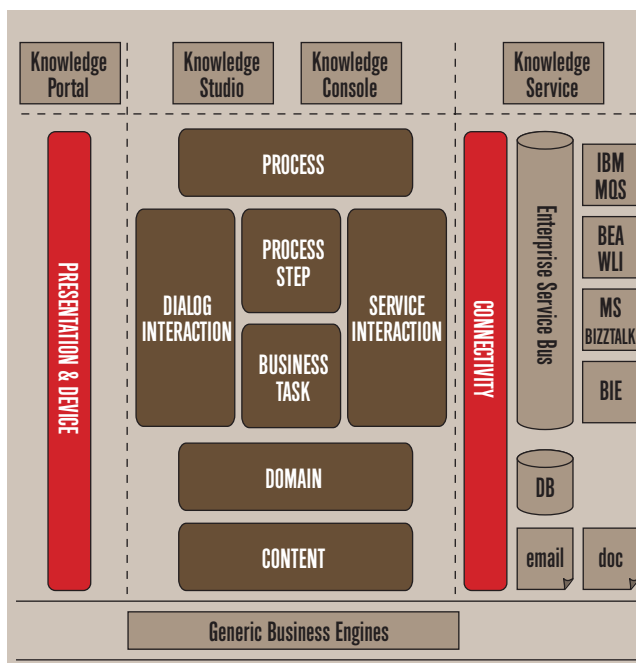 Knowledge
Portal
Knowledge
Studio
Knowledge
Console
Knowledge
Service
PRESENTATION & DEVICE
PROCESS
DIALOG
INTERACTION
PROCESS
STEP
BUSINESS
TASK
SERVICE
INTERACTION
DOMAIN
CONTENT
CONNECTIVITY
Enterprise Service Bus
IBM
MQS
BEA
WLI
MS
BIZZTALK
BIE
DB
email
doc
Generic Business Engines